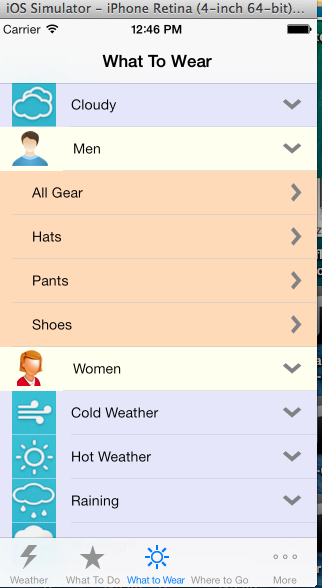 iOS Simulator - iPhone Retina (4-inch 64-bit)...
Carrer 12:46 PM
What To Wear
Cloudy
Men
All Gear
Hats
Pants
Shoes
Women
Cold Weather
Hot Weather
Raining
Weather What To Do What to Wear Where to Go More